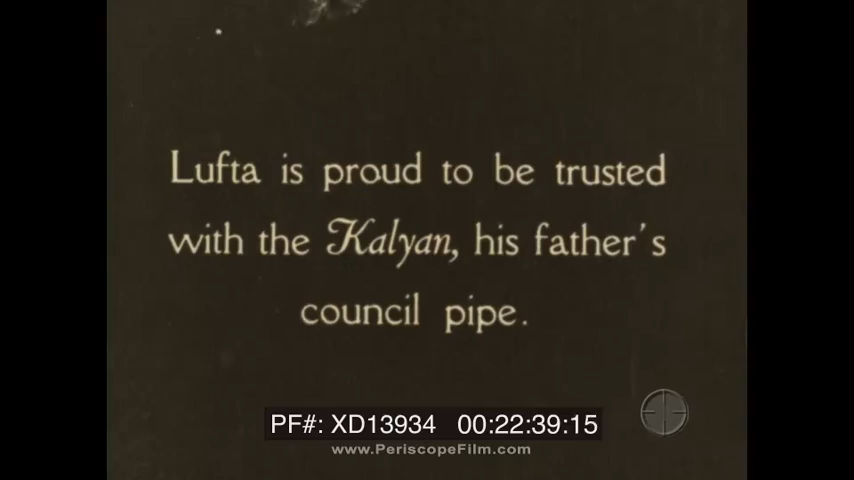 Lufta is proud to be trusted
with the Kalyan, his father's
council pipe.
PF#: XD13934 00:22:39:15
www.PeriscopeFilm.com